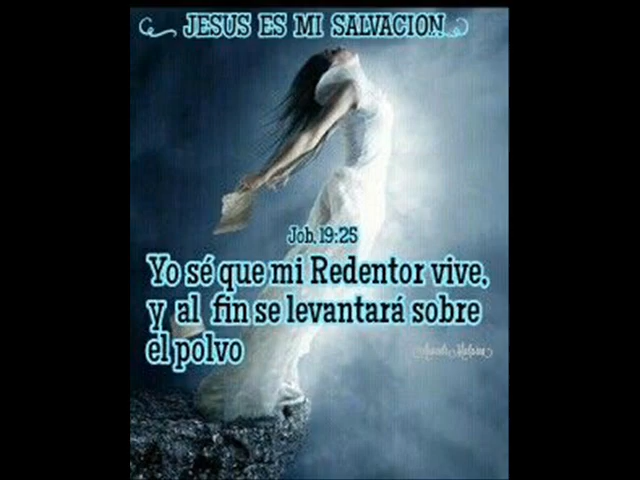 JESUS ES MI SALVACION
Job, 19:25
Yo sé que mi Redentor vive,
y al fin se levantará sobre
el polvo